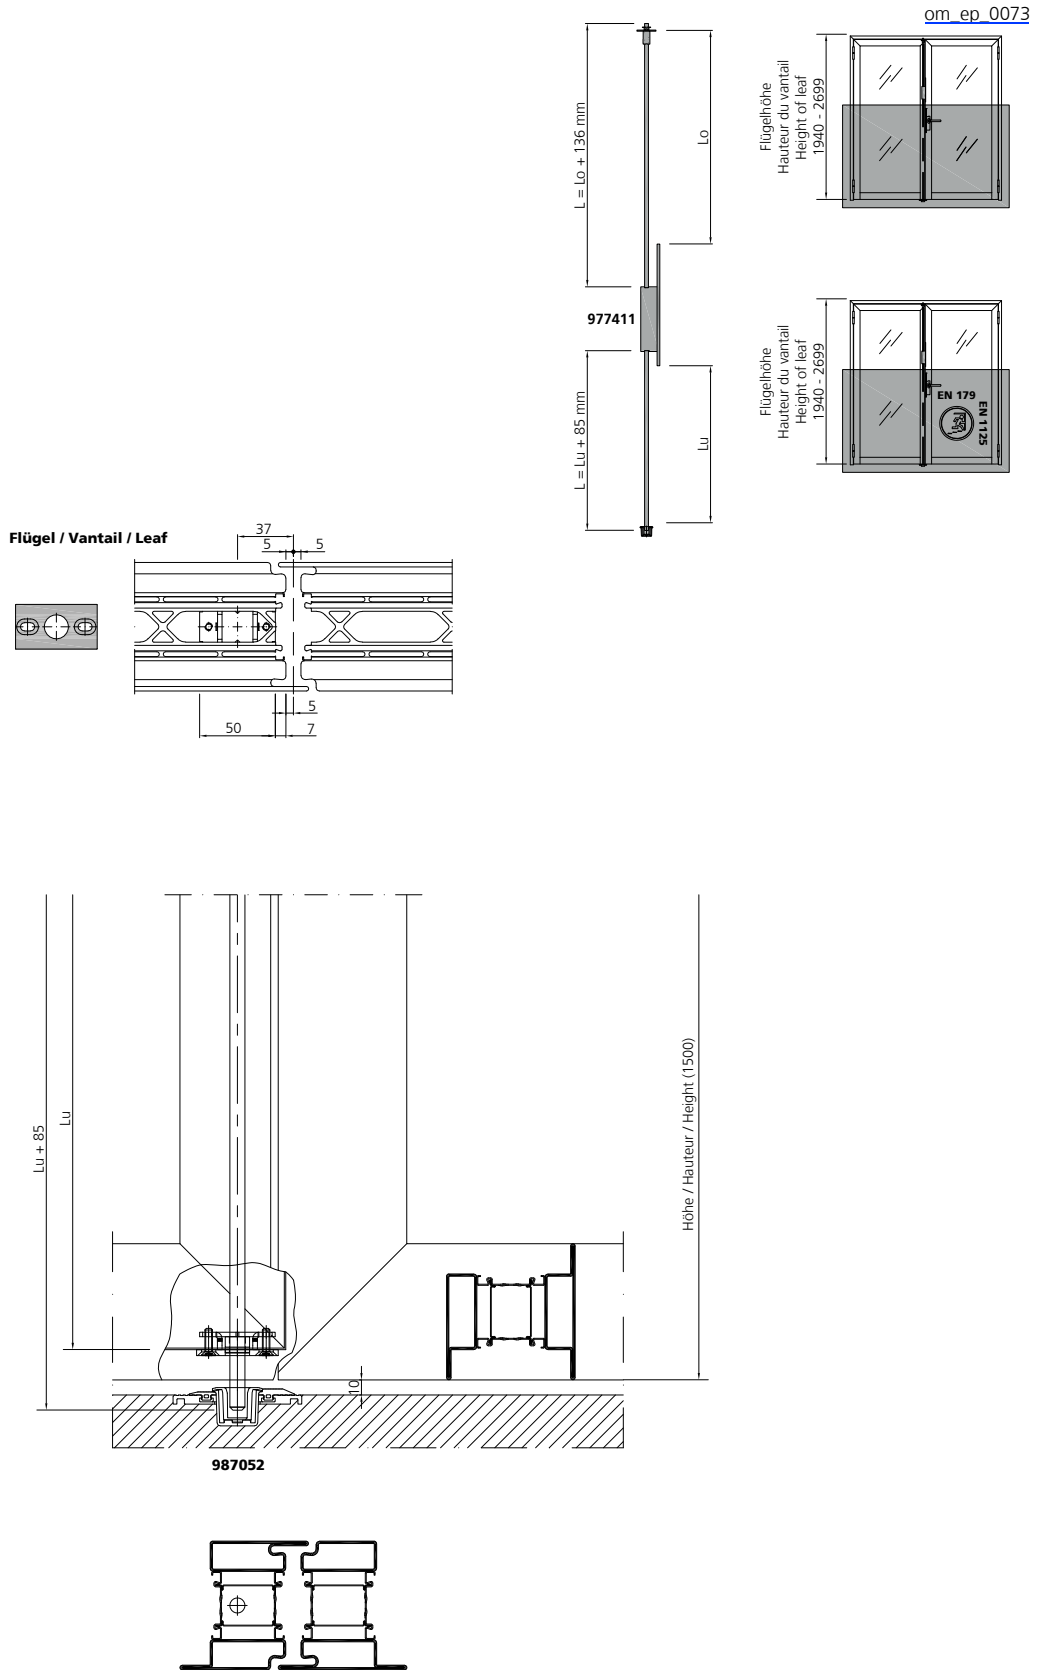 om_ep_0073
L = Lo + 136 mm
Lo
977411
L = Lu + 85 mm
Lu
Flügelhöhe
Hauteur du vantail
Height of leaf
1940 - 2699
Flügelhöhe
Hauteur du vantail
Height of leaf
1940 - 2699
EN 179
EN 1125
Flügel / Vantail / Leaf
37
5
5
5
50
7
Lu + 85
Lu
Höhe / Hauteur / Height (1500)
10
987052